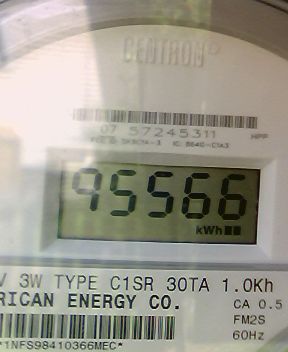 CENTRON®
07 57245311 HPP
95566
kWh
V 3W TYPE C1SR 30TA 1.0Kh
RICAN ENERGY CO. CA 0.5
FM2S
60Hz
*1NFS98410366MEC*